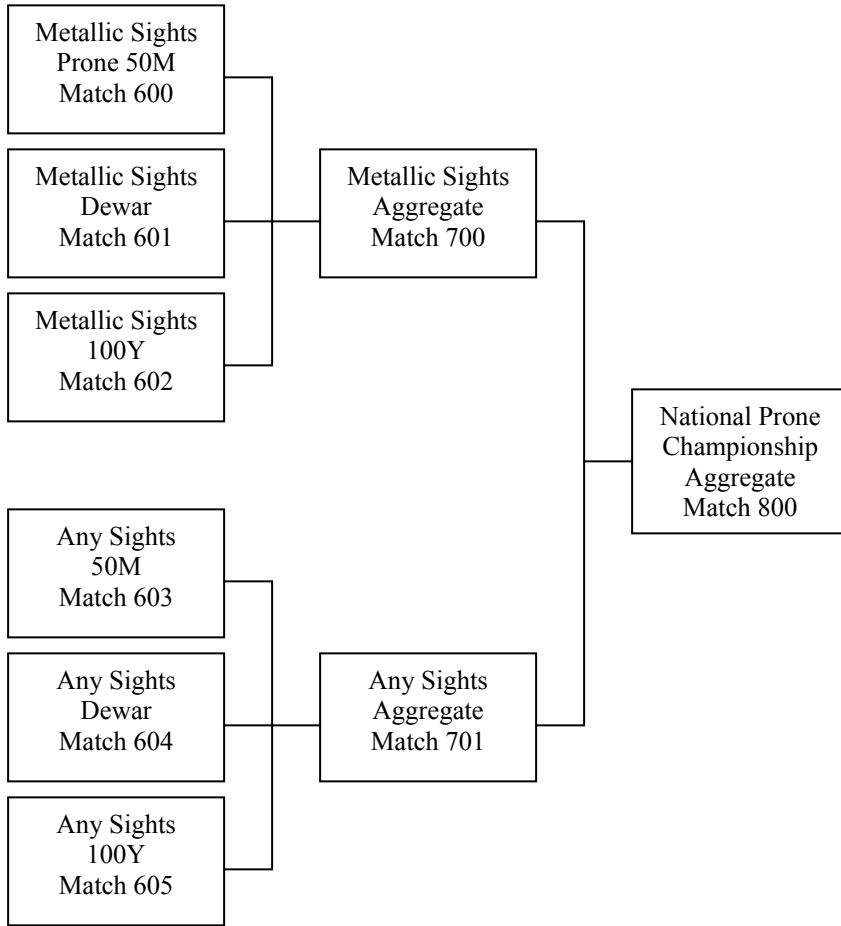 Metallic Sights
Prone 50M
Match 600
Metallic Sights
Dewar
Match 601
Metallic Sights
100Y
Match 602
Metallic Sights
Aggregate
Match 700
National Prone
Championship
Aggregate
Match 800
Any Sights
50M
Match 603
Any Sights
Dewar
Match 604
Any Sights
100Y
Match 605
Any Sights
Aggregate
Match 701